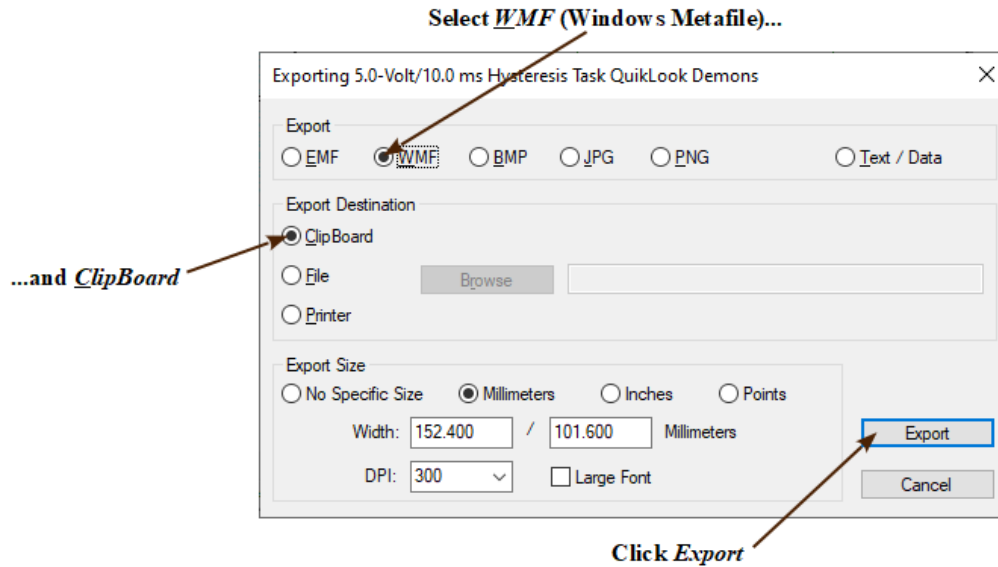 Select WMF (Windows Metafile)...
Exporting 5.0-Volt/10.0 ms Hysteresis Task QuikLook Demons
Export
EMF WMF BMP JPG PNG Text / Data
Export Destination
ClipBoard
...and ClipBoard
File Browse
Printer
Export Size
No Specific Size Millimeters Inches Points
Width: 152.400 / 101.600 Millimeters Export
DPI: 300 Large Font Cancel
Click Export